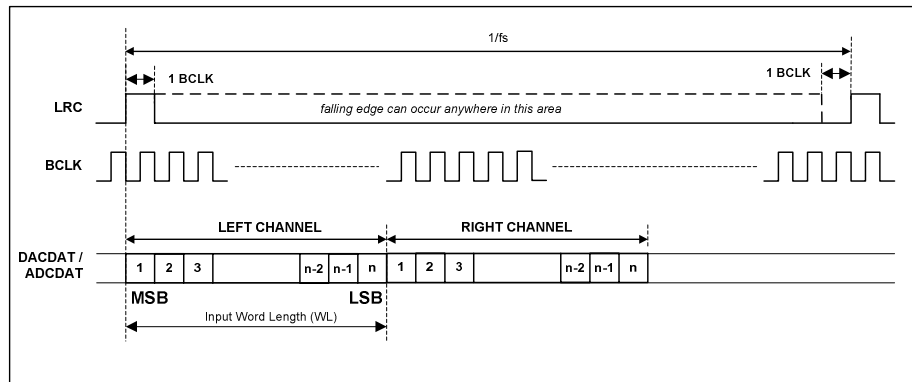 1/fs
1 BCLK
1 BCLK
LRC
falling edge can occur anywhere in this area
BCLK
LEFT CHANNEL
RIGHT CHANNEL
DACDAT /
ADCDAT
1 2 3 n-2 n-1 n 1 2 3 n-2 n-1 n
MSB
LSB
Input Word Length (WL)